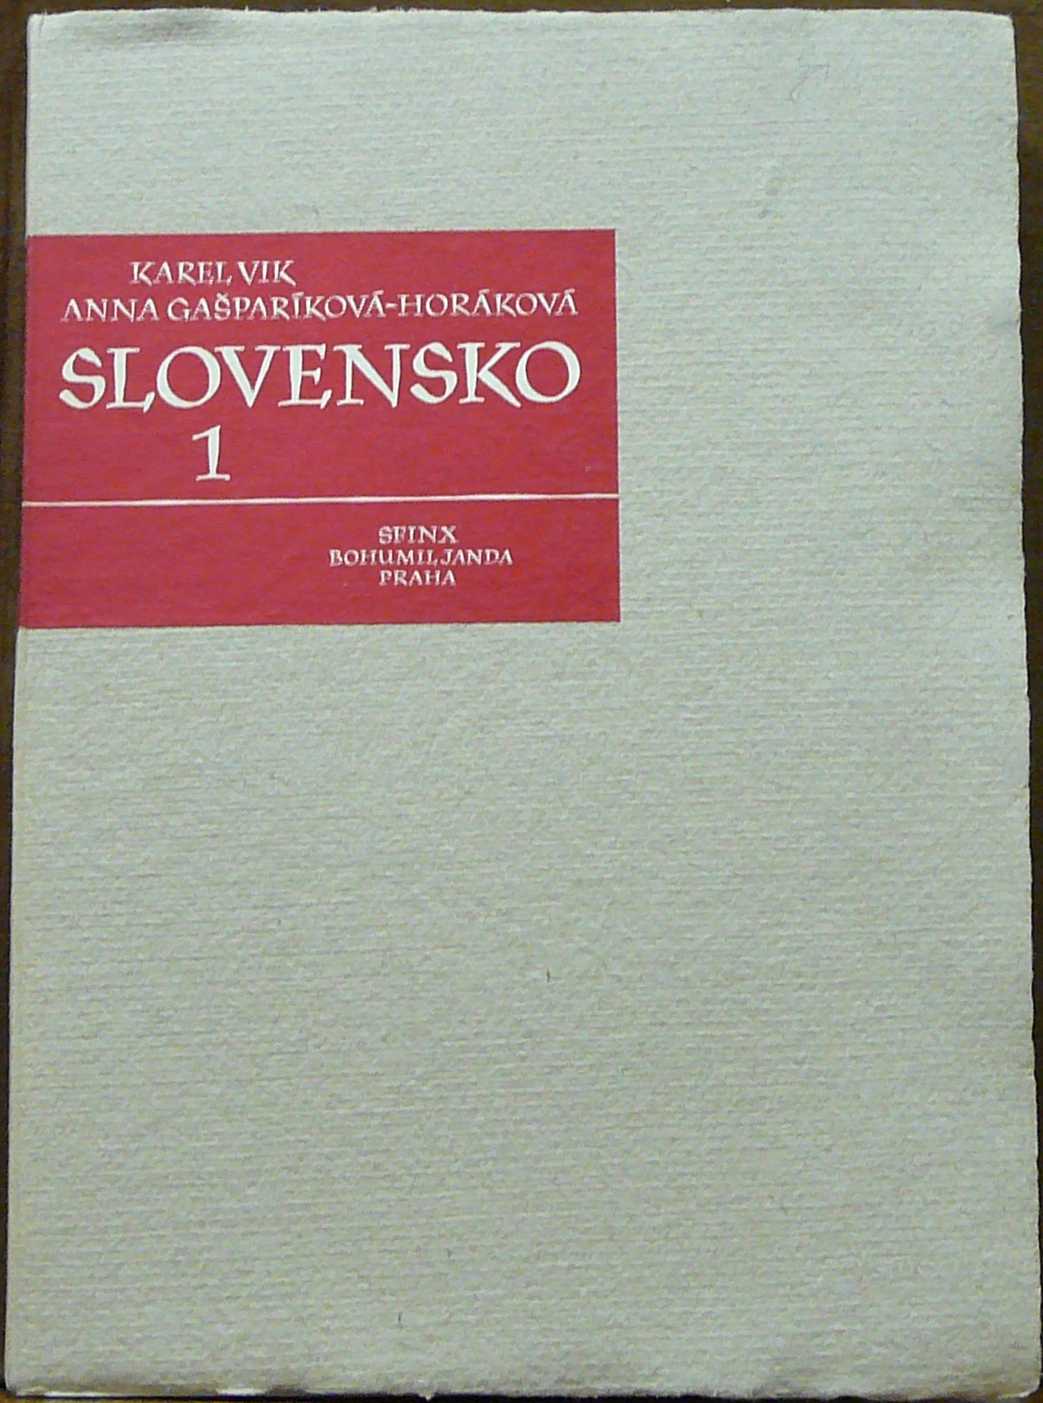 KAREL VIK
ANNA GAŠPARÍKOVÁ-HORÁKOVÁ
SLOVENSKO
1
SFINX
BOHUMIL JANDA
PRAHA